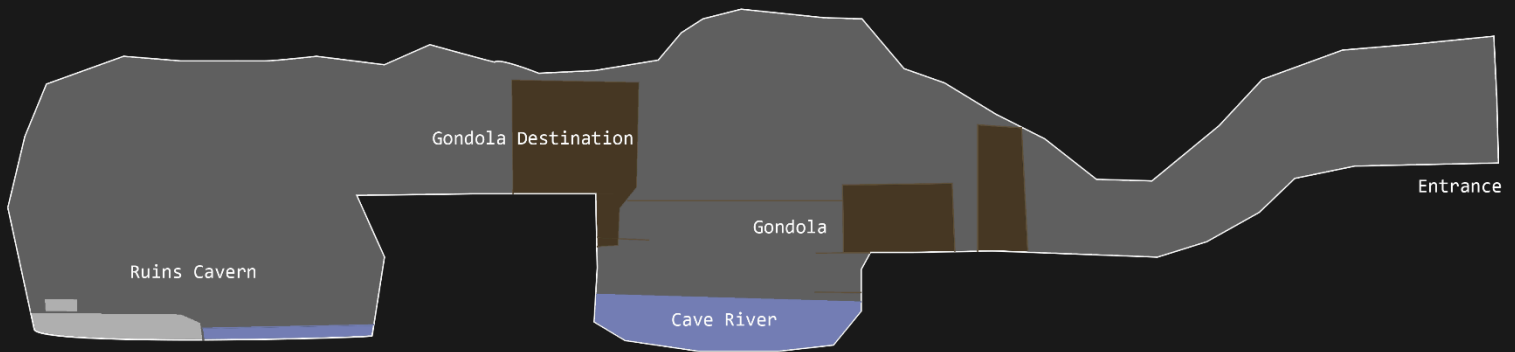 Gondola Destination
Entrance
Gondola
Ruins Cavern
Cave River